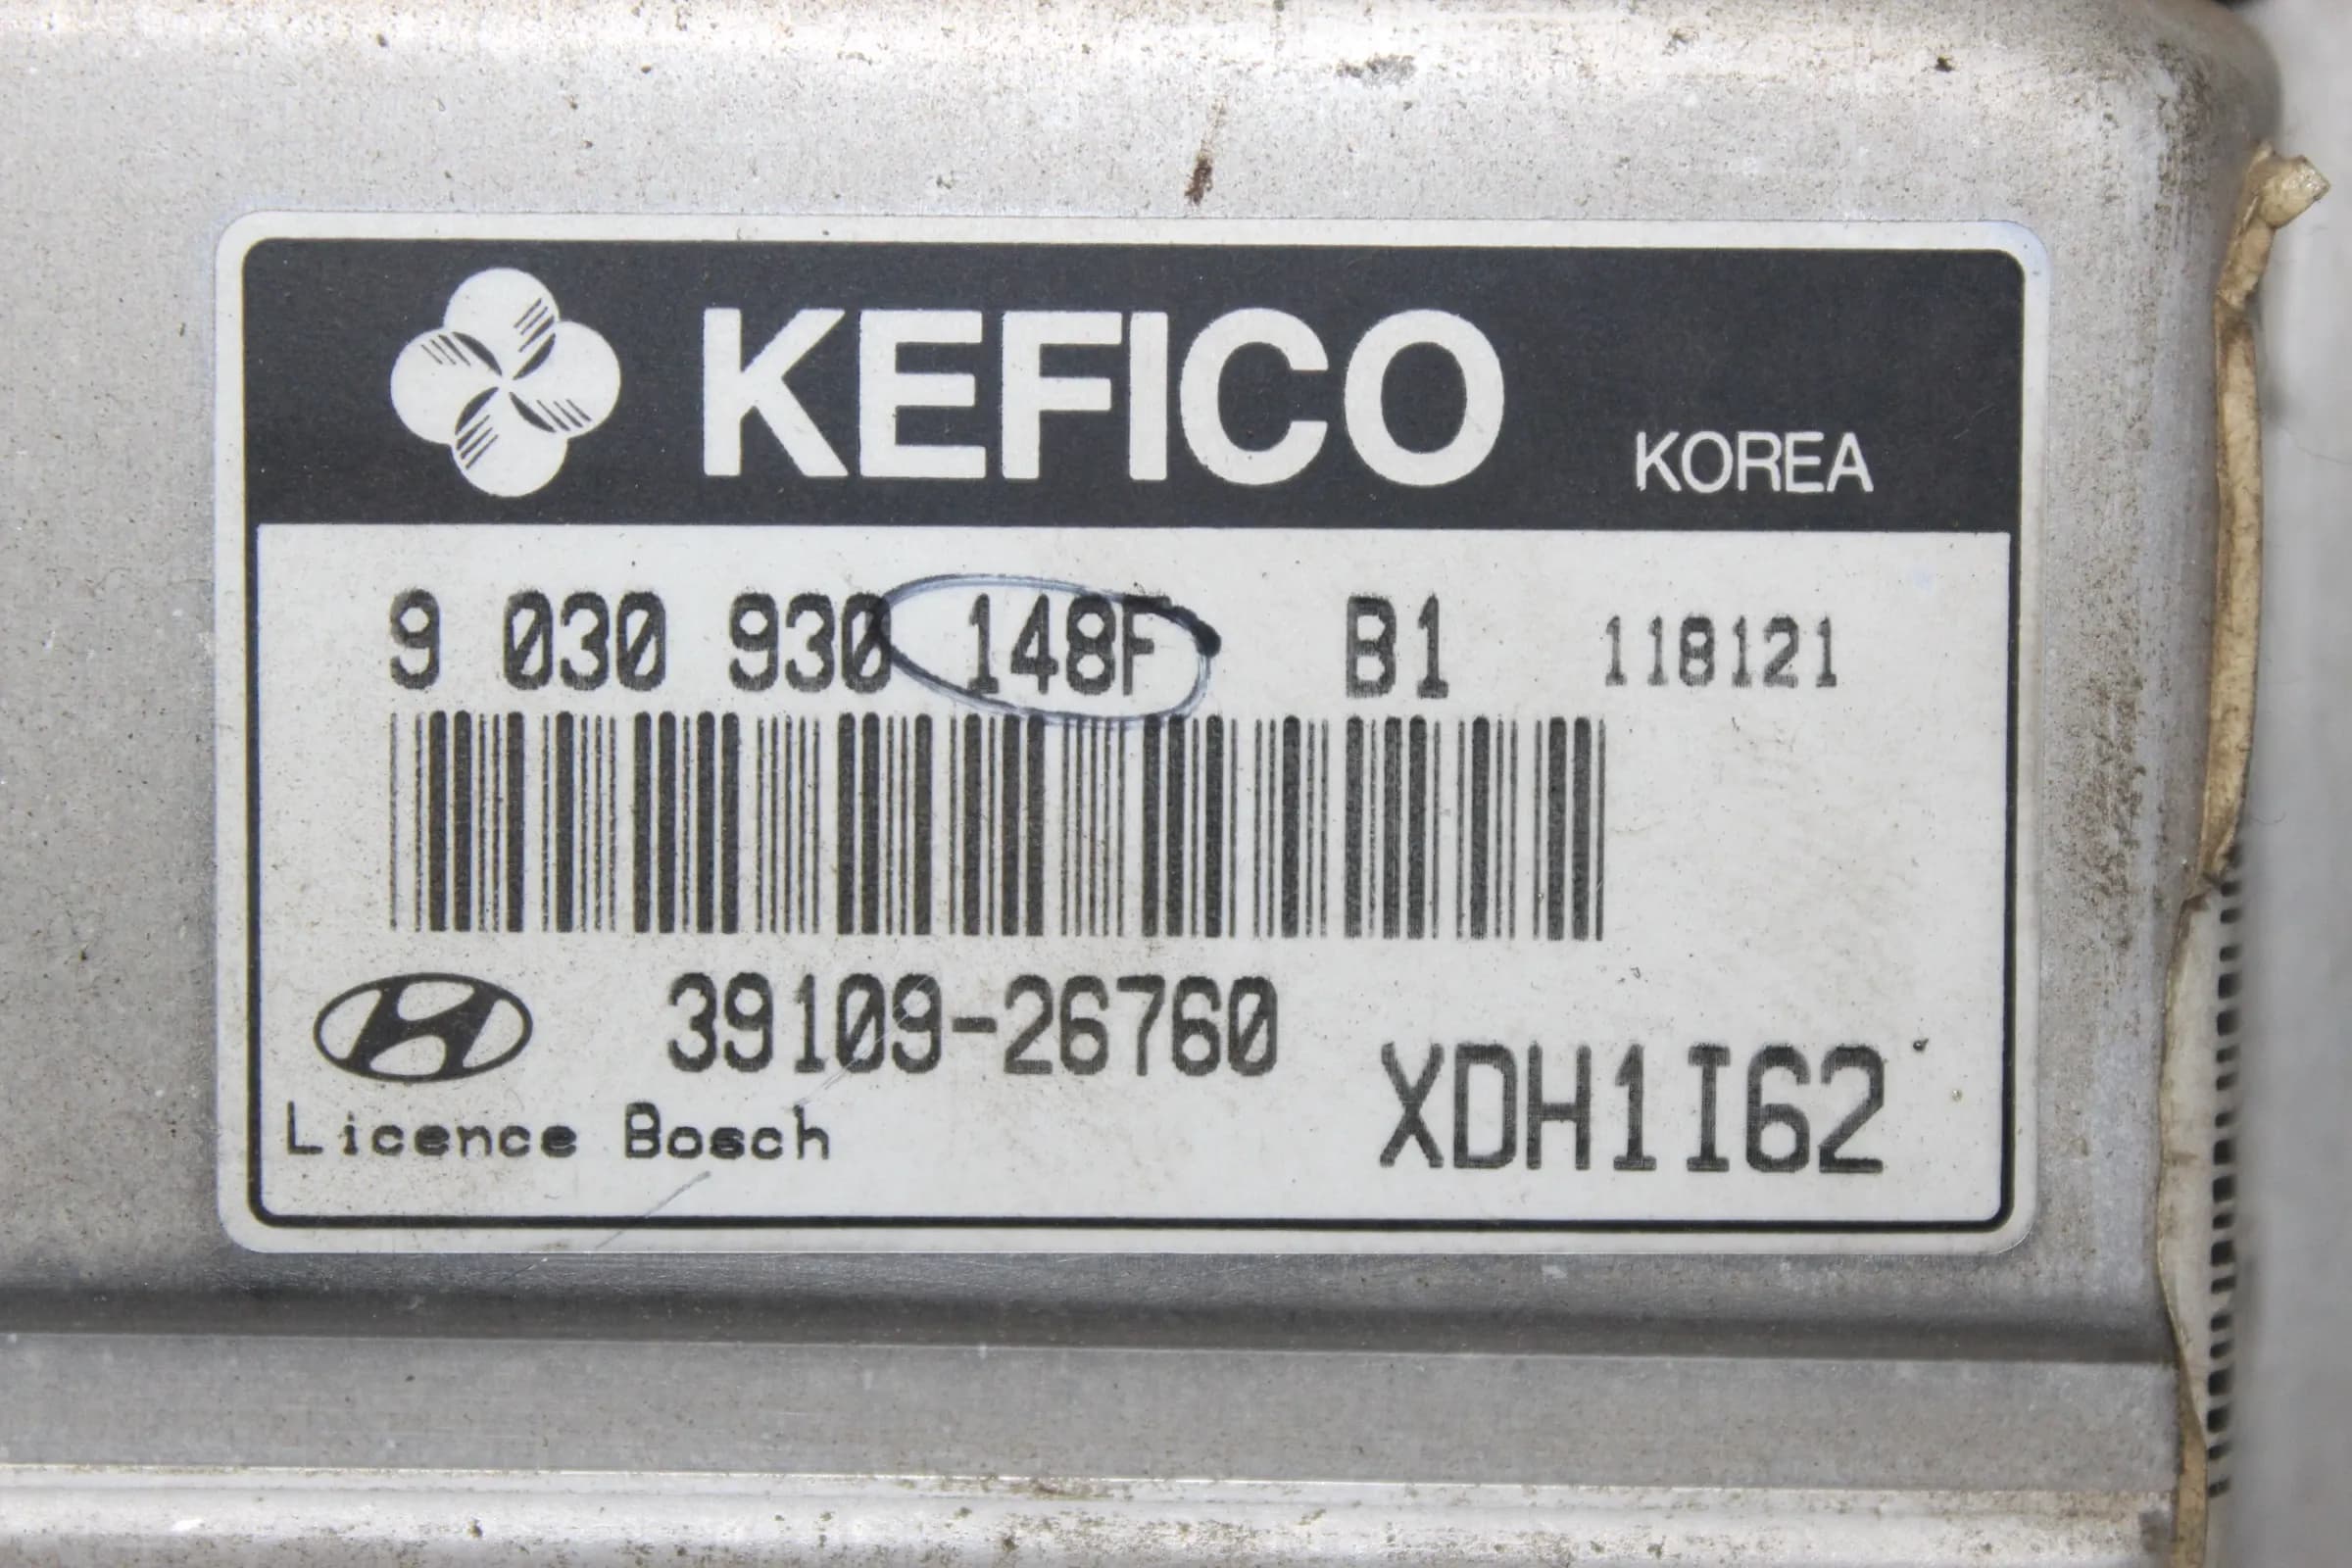 KEFICO KOREA
9 030 930 148F B1 118121
39109-26760
XDH1I62
Licence Bosch